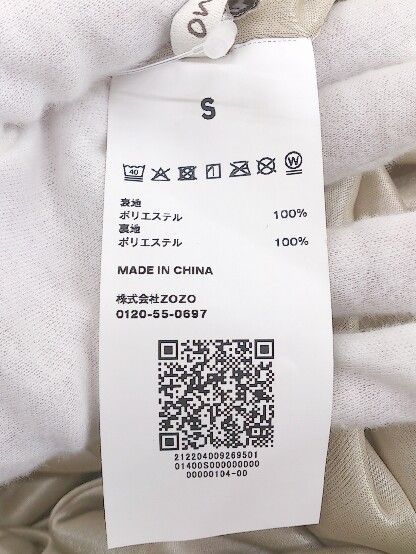 S
40
W
表地
ポリエステル 100%
裏地
ポリエステル 100%
MADE IN CHINA
株式会社ZOZO
0120-55-0697
212204009269501
01400S000000000
00000104-00